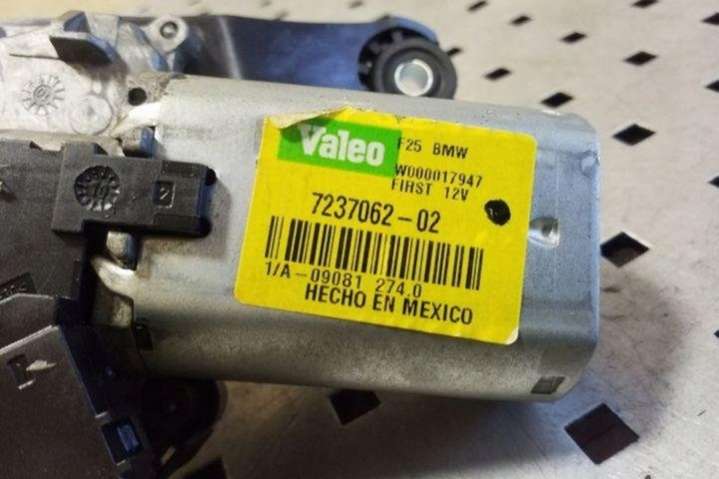 Valeo
F25 BMW
W000017947
FIRST 12V
7237062-02
1/A-09081 274.0
HECHO EN MEXICO